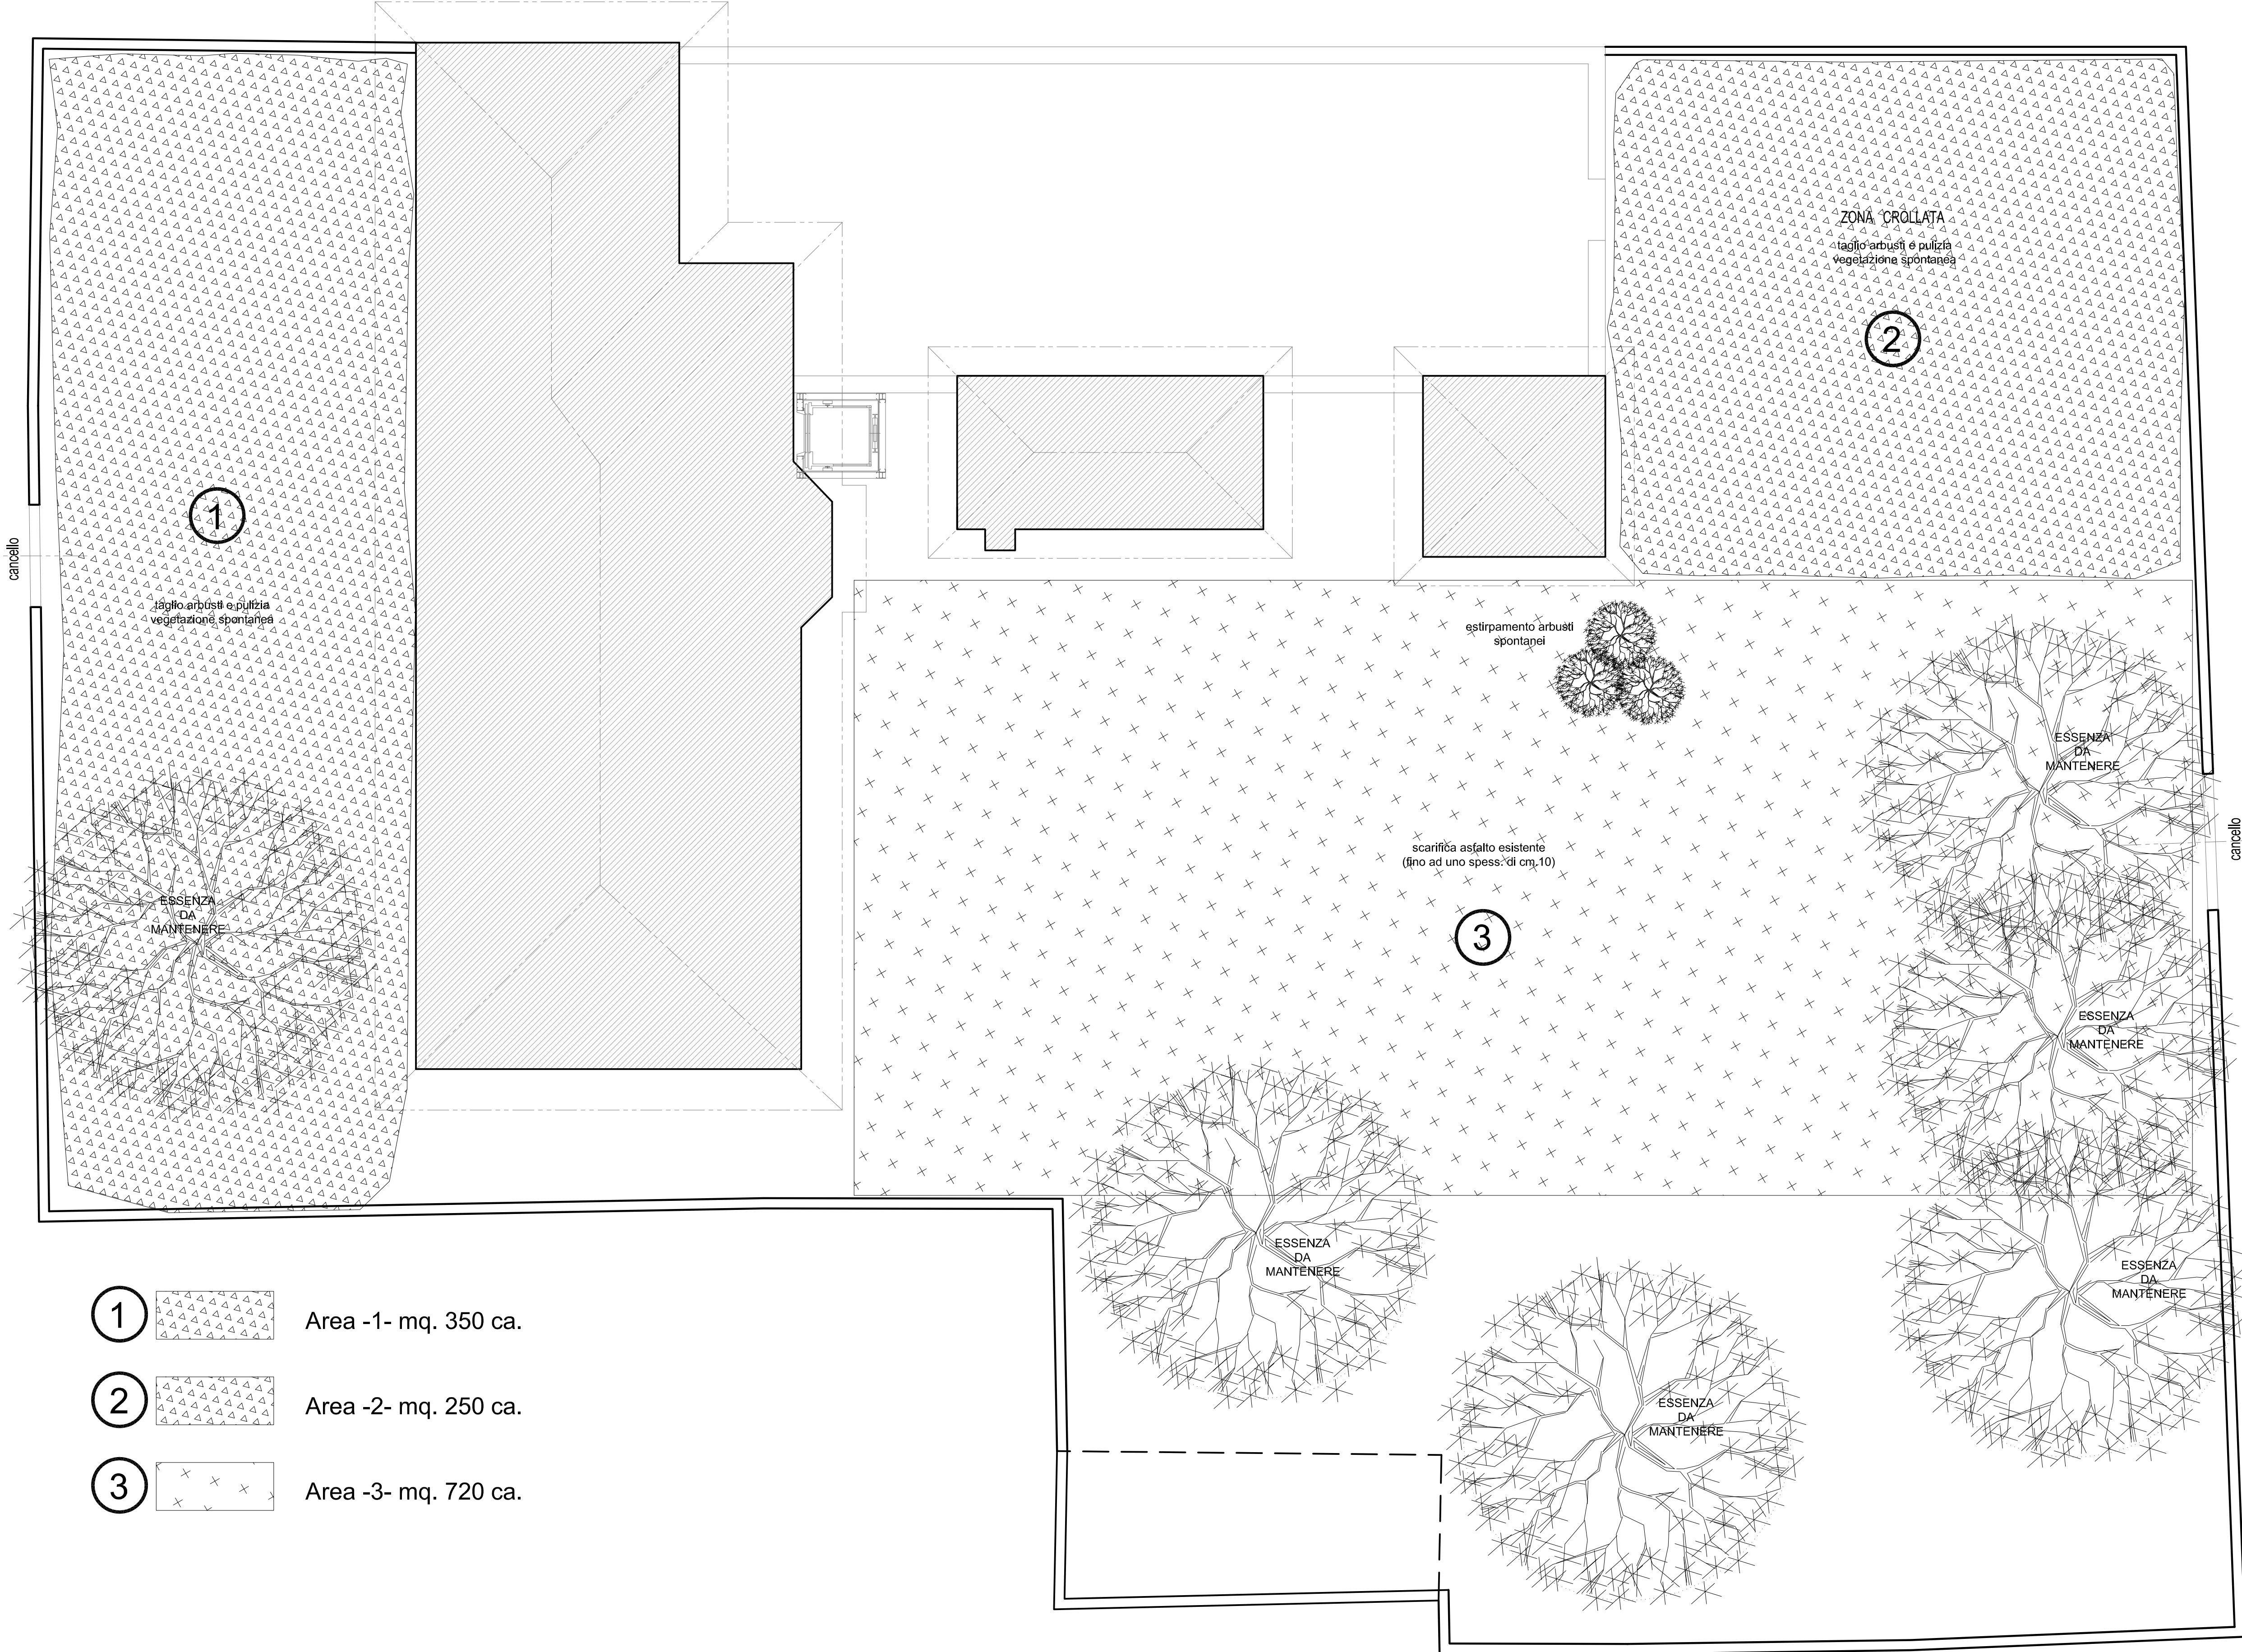 ZONA CROLLATA
taglio arbusti e pulizia
vegetazione spontanea
2
1
cancello
taglio arbusti e pulizia
vegetazione spontanea
estirpamento arbusti
spontanei
ESSENZA
DA
MANTENERE
cancello
scarifica asfalto esistente
(fino ad uno spess. di cm.10)
3
ESSENZA
DA
MANTENERE
ESSENZA
DA
MANTENERE
ESSENZA
DA
MANTENERE
ESSENZA
DA
MANTENERE
ESSENZA
DA
MANTENERE
1 Area -1- mq. 350 ca.
2 Area -2- mq. 250 ca.
3 Area -3- mq. 720 ca.